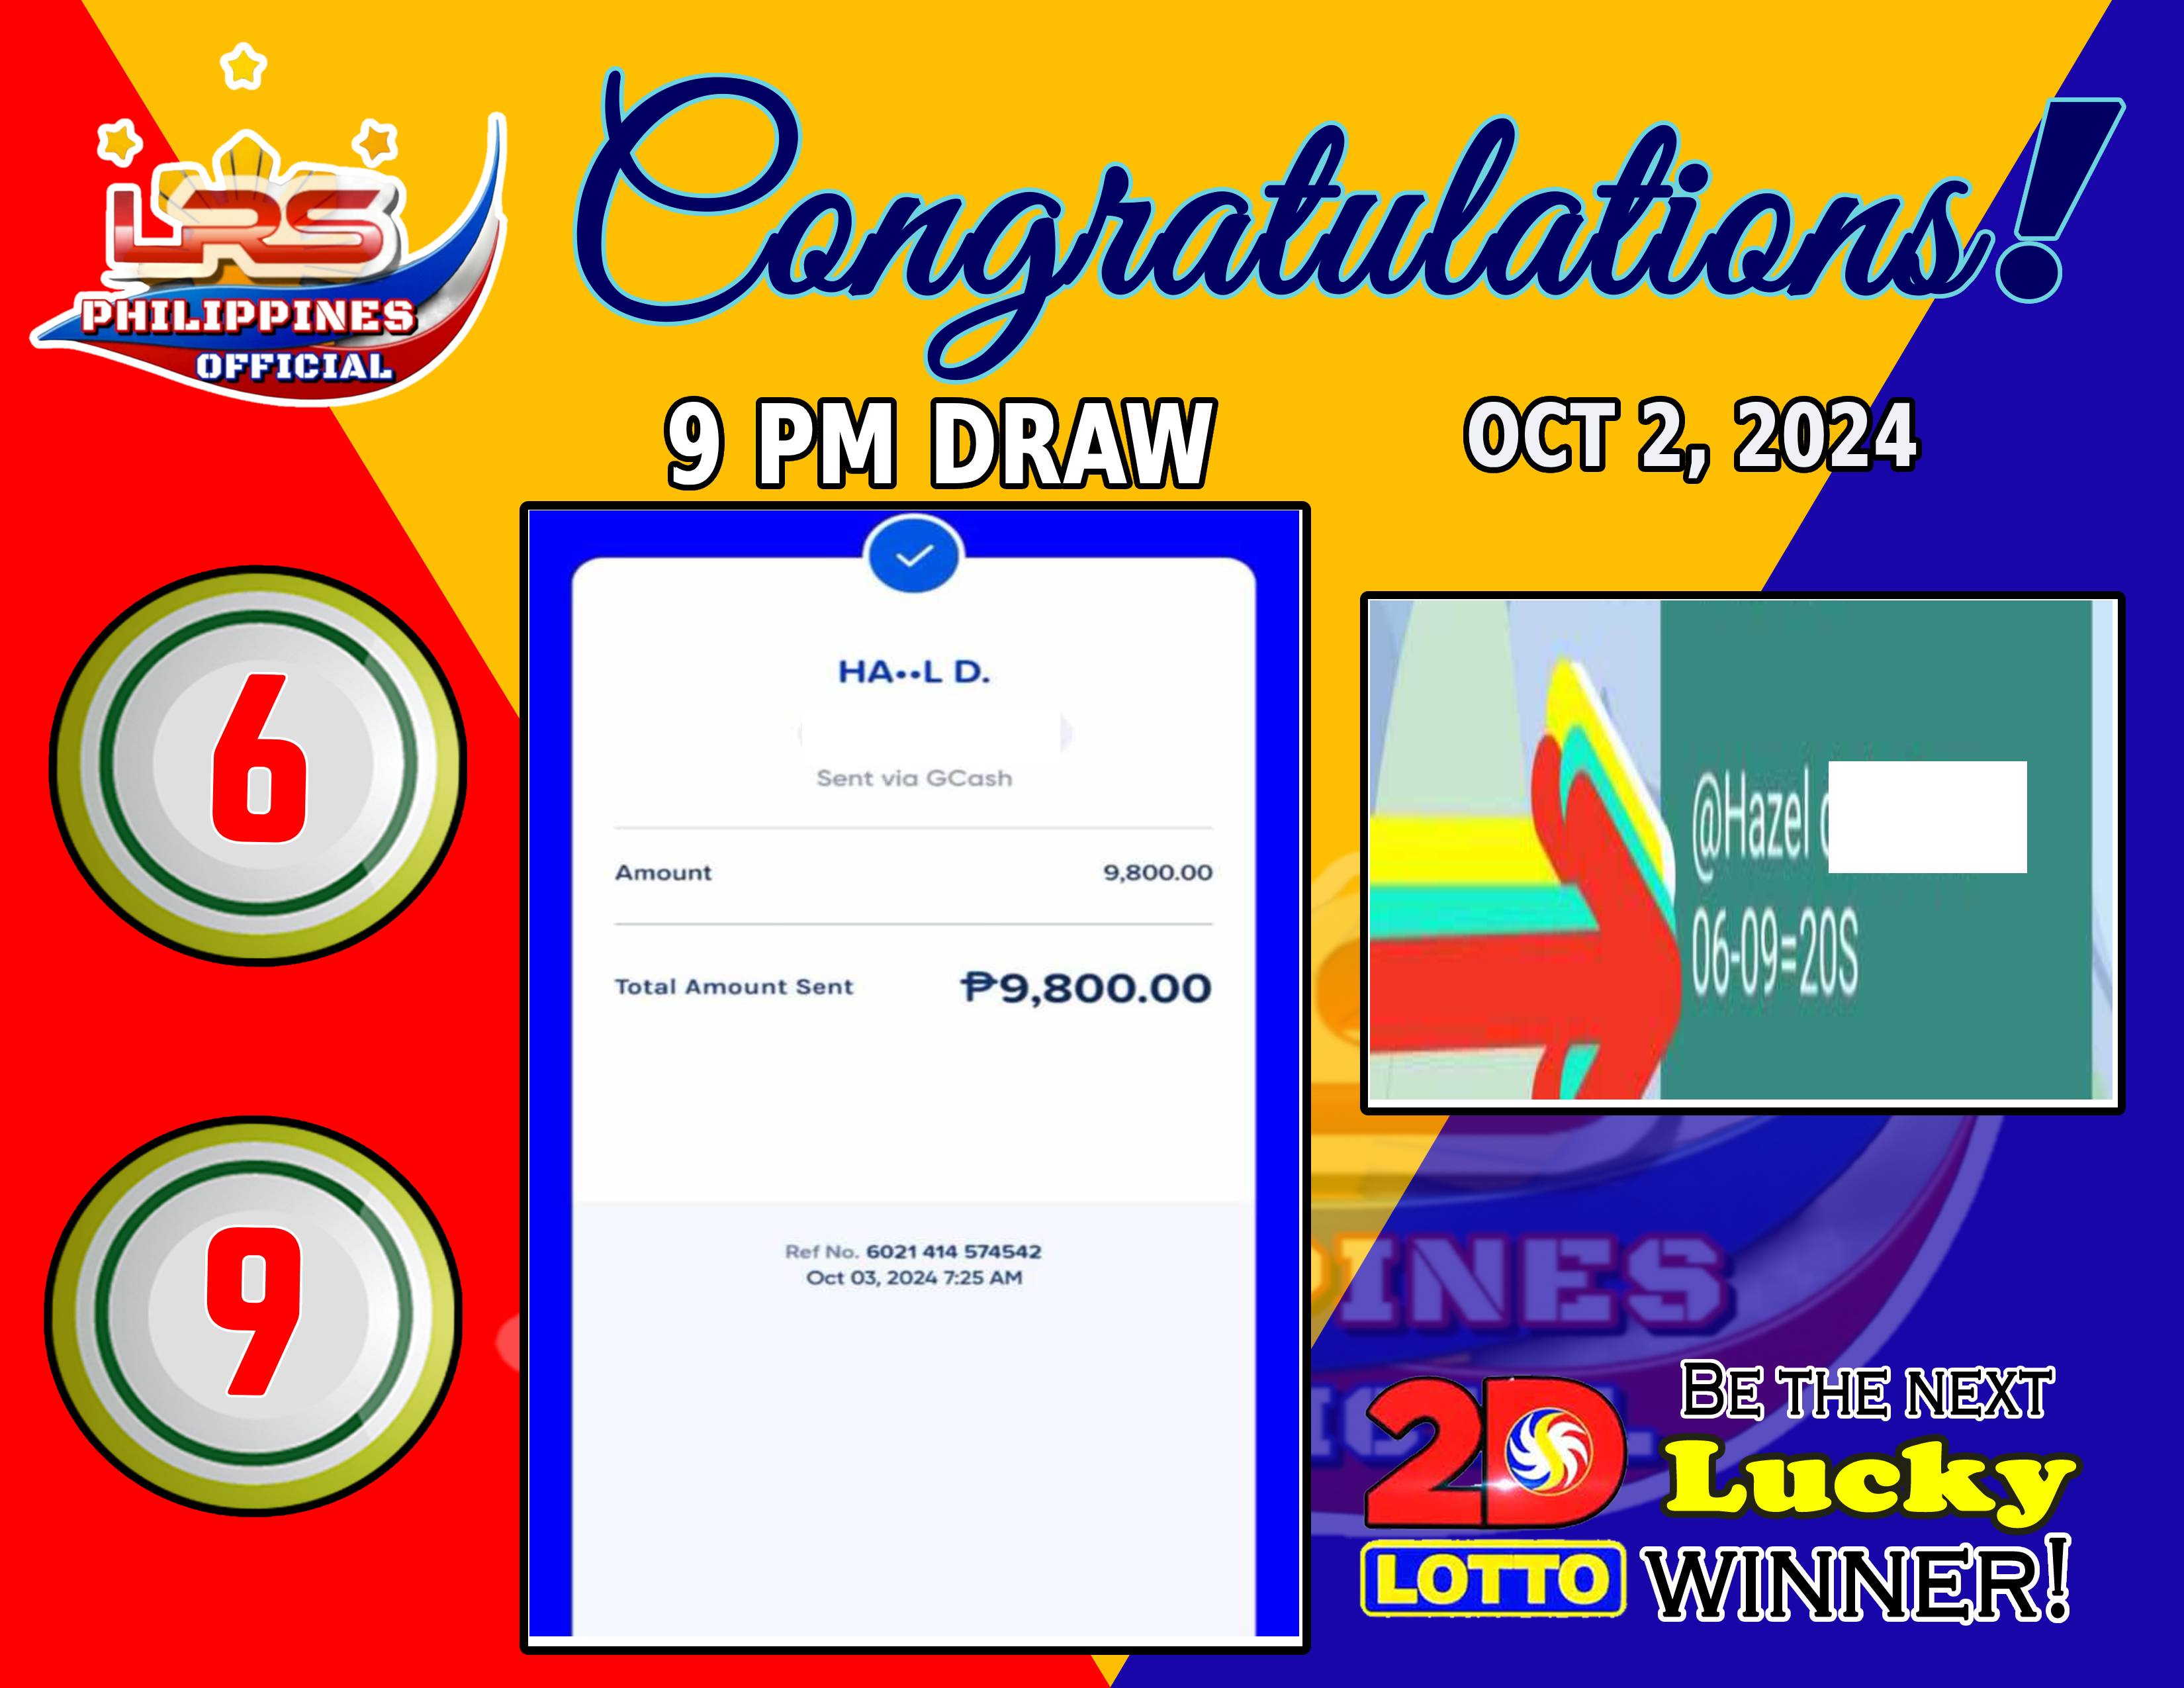 LRS
PHILIPPINES
OFFICIAL
Congratulations!
9 PM DRAW
OCT 2, 2024
6
9
HA••L D.
Sent via GCash
Amount 9,800.00
Total Amount Sent ₱9,800.00
Ref No. 6021 414 574542
Oct 03, 2024 7:25 AM
@Hazel
06-09=20S
PINES
2D
LOTTO
BE THE NEXT
Lucky
WINNER!